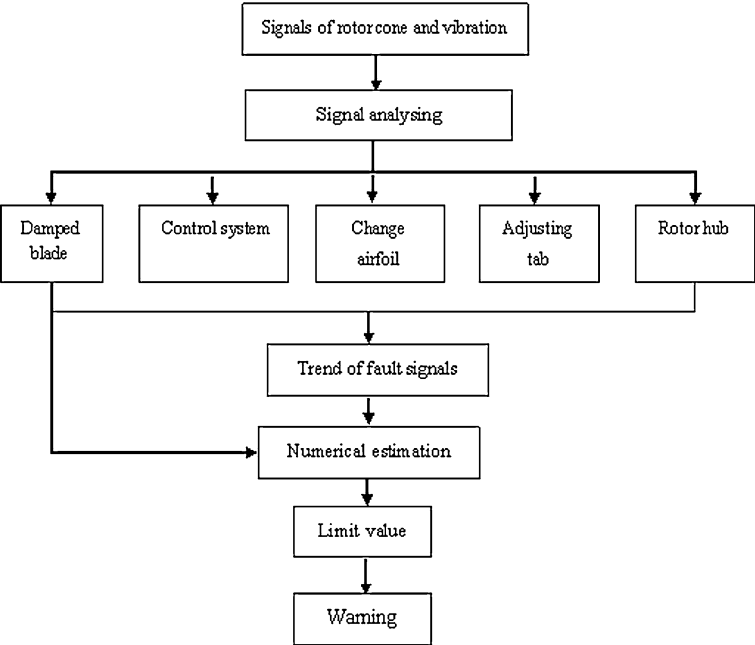 Signals of rotor cone and vibration
Signal analysing
Damped
blade
Control system
Change
airfoil
Adjusting
tab
Rotor hub
Trend of fault signals
Numerical estimation
Limit value
Warning